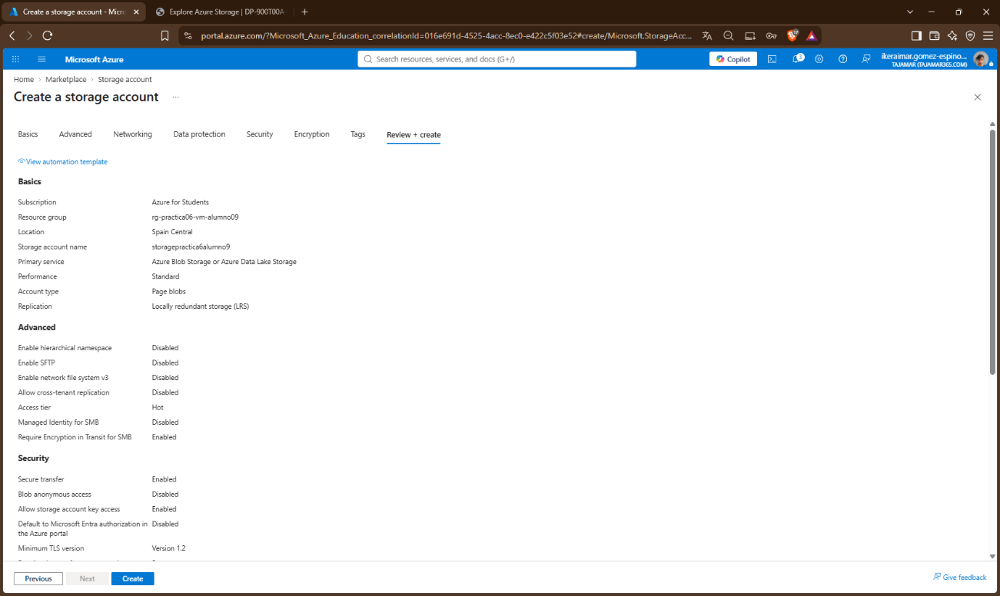 Create a storage account - Micro
Explore Azure Storage | DP-900T00A
portal.azure.com/?Microsoft_Azure_Education_correlationId=016e691d-4525-4acc-8ec0-e422c5f03e52#create/Microsoft.StorageAcc...
Microsoft Azure
Search resources, services, and docs (G+/)
Copilot
3
ikeraimar.gomez-espino...
TAJAMAR (TAJAMAR365.COM)
Home > Marketplace > Storage account
Create a storage account ...
Basics Advanced Networking Data protection Security Encryption Tags Review + create
View automation template
Basics
Subscription Azure for Students
Resource group rg-practica06-vm-alumno09
Location Spain Central
Storage account name storagepractica6alumno9
Primary service Azure Blob Storage or Azure Data Lake Storage
Performance Standard
Account type Page blobs
Replication Locally redundant storage (LRS)
Advanced
Enable hierarchical namespace Disabled
Enable SFTP Disabled
Enable network file system v3 Disabled
Allow cross-tenant replication Disabled
Access tier Hot
Managed Identity for SMB Disabled
Require Encryption in Transit for SMB Enabled
Security
Secure transfer Enabled
Blob anonymous access Disabled
Allow storage account key access Enabled
Default to Microsoft Entra authorization in Disabled
the Azure portal
Minimum TLS version Version 1.2
Previous Next Create
Give feedback